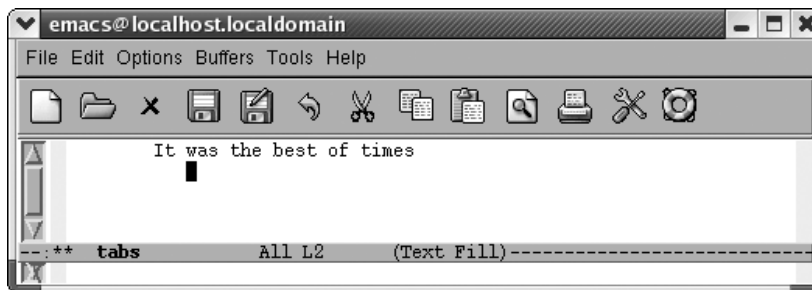 emacs@localhost.localdomain
File Edit Options Buffers Tools Help
It was the best of times
--:** tabs All L2 (Text Fill)----------------------------